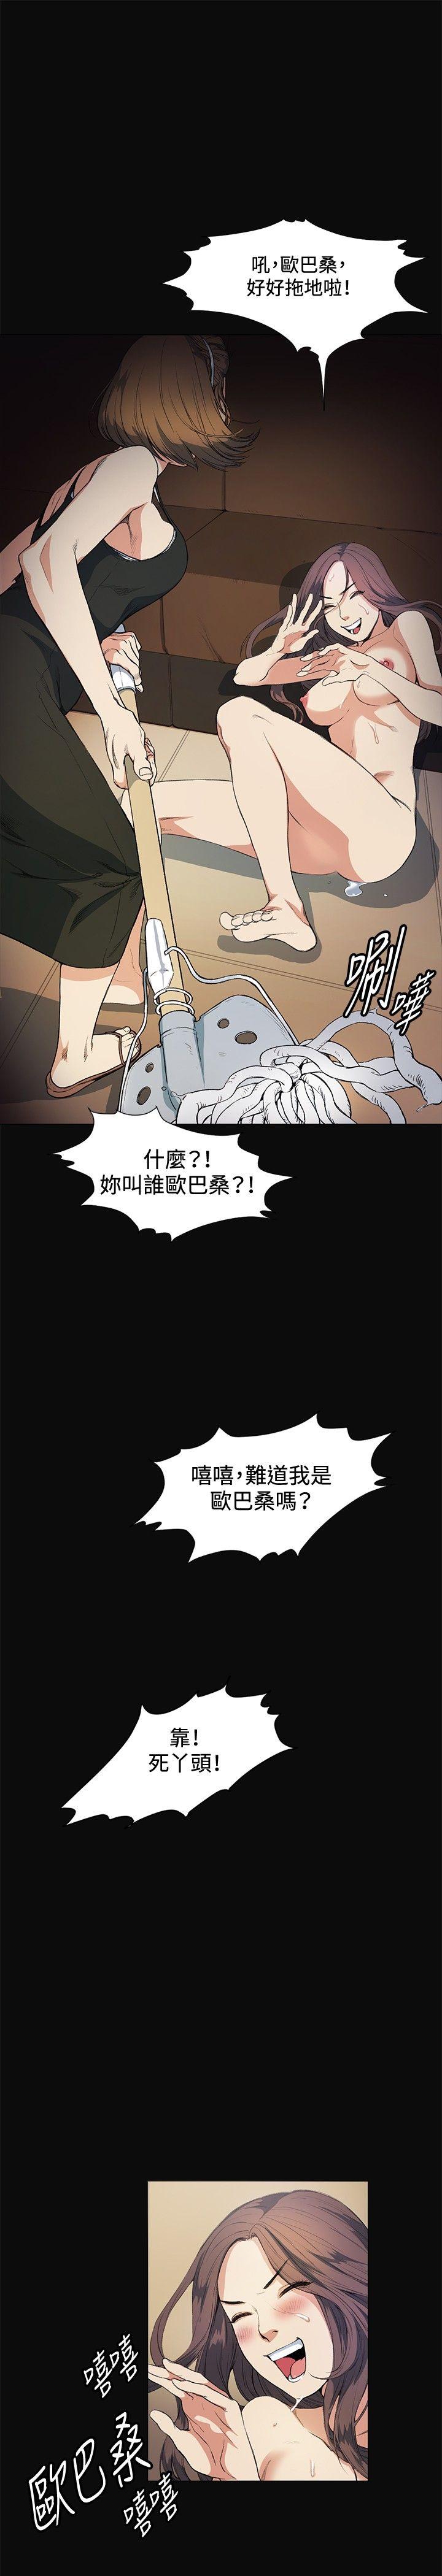 吼，歐巴桑，
好好拖地啦！
唰
嘩
什麼？！
妳叫誰歐巴桑？！
嘻嘻，難道我是
歐巴桑嗎？
靠！
死丫頭！
嘻嘻
歐巴桑
嘻嘻